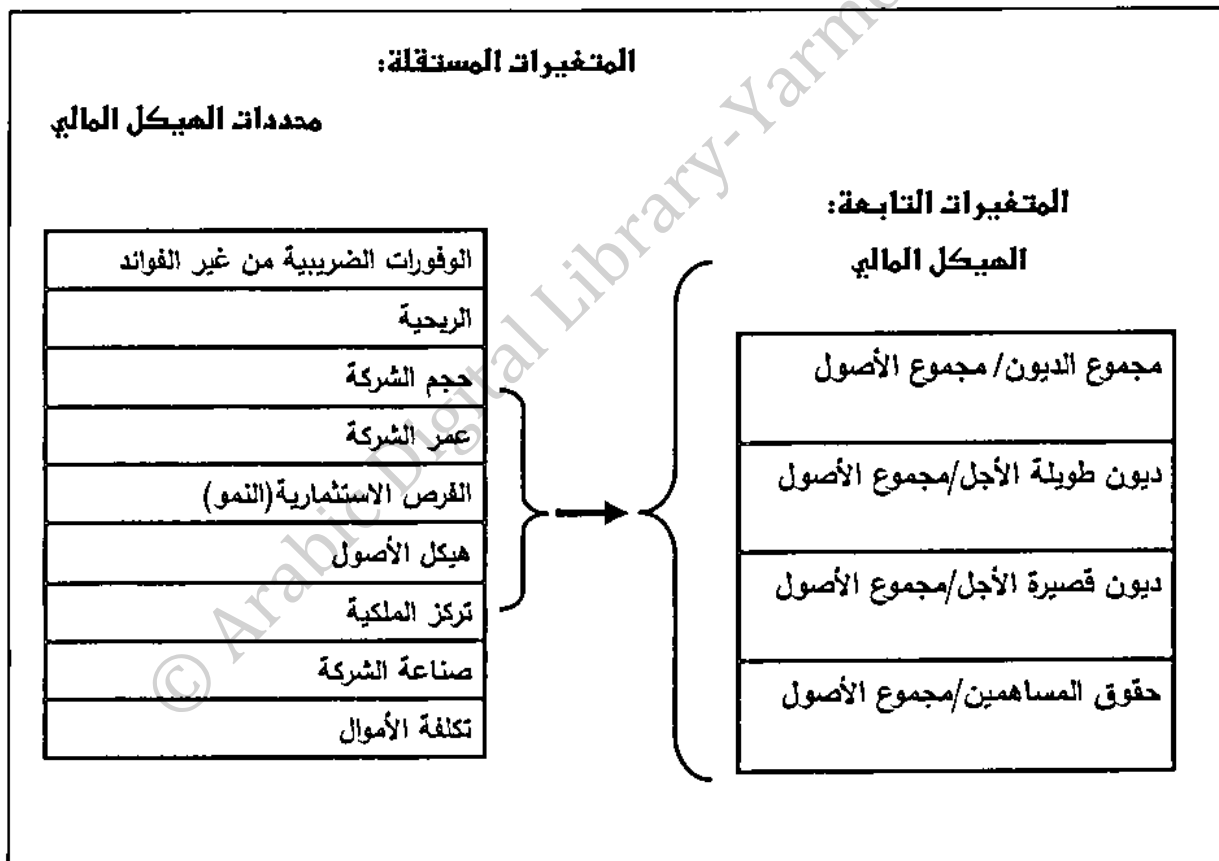 المتغيرات المستقلة:
محددات الهيكل المالي
المتغيرات التابعة:
الهيكل المالي
الوفورات الضريبية من غير الفوائد
الربحية
حجم الشركة
عمر الشركة
الفرص الاستثمارية(النمو)
هيكل الأصول
تركز الملكية
صناعة الشركة
تكلفة الأموال
مجموع الديون/ مجموع الأصول
ديون طويلة الأجل/مجموع الأصول
ديون قصيرة الأجل/مجموع الأصول
حقوق المساهمين/مجموع الأصول
© Arabic Digital Library-Yarm